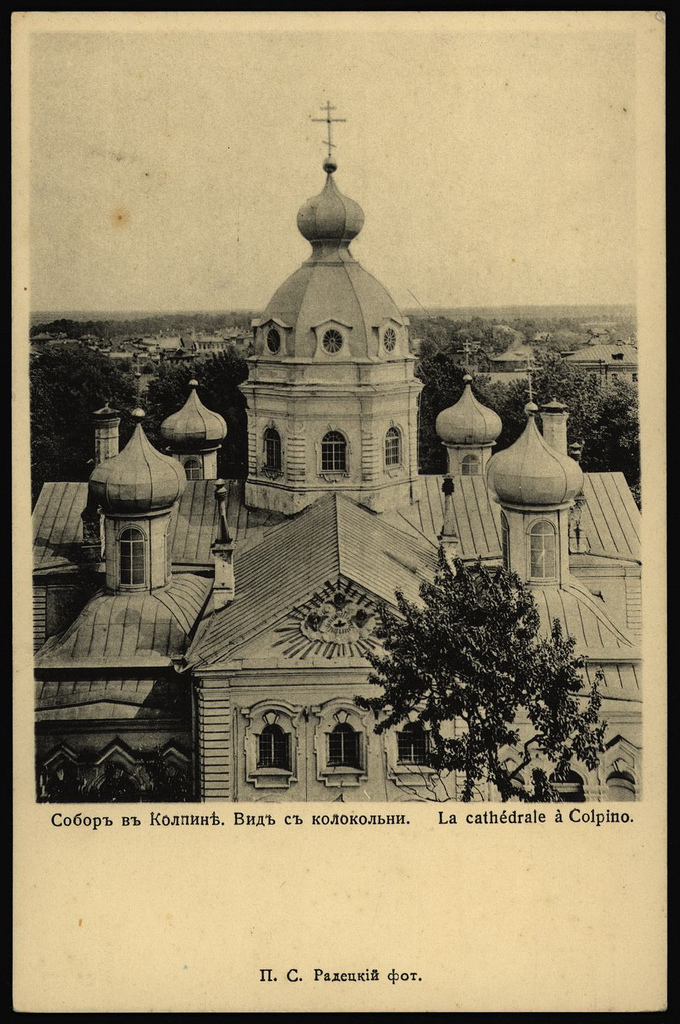 Соборъ въ Колпинѣ. Видъ съ колокольни. La cathédrale à Colpino.
П. С. Радецкій фот.